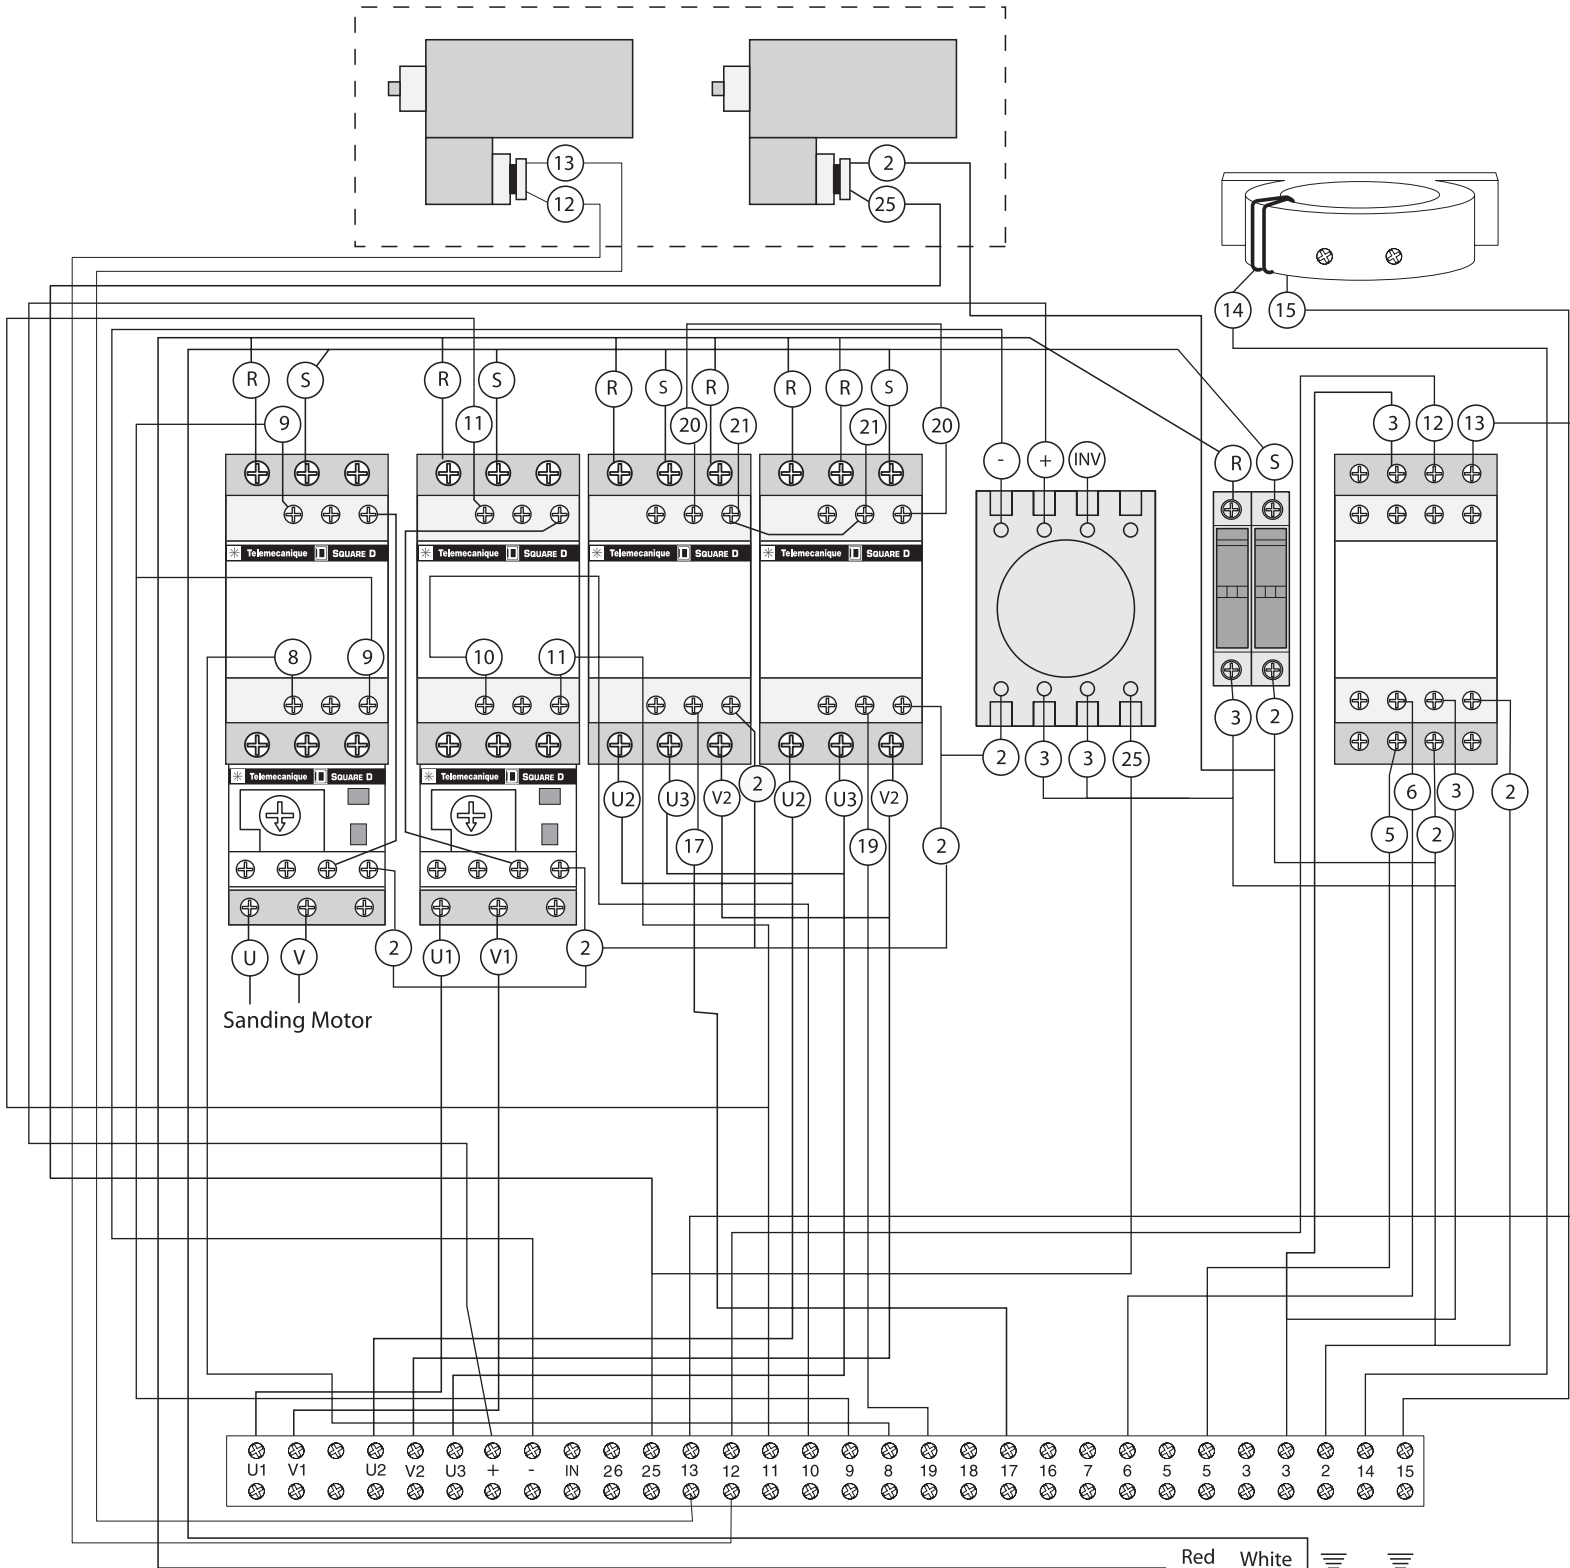 13 2
12 25
14 15
R S R S R S R R R S
9 11 20 21 21 20 - + INV R S 3 12 13
Telemecanique SQUARE D Telemecanique SQUARE D Telemecanique SQUARE D Telemecanique SQUARE D
8 9 10 11
3 2
2 3 3 25
Telemecanique SQUARE D Telemecanique SQUARE D
U2 U3 V2 2 U2 U3 V2 6 3 2
17 19 2 5 2
U V 2 U1 V1 2
Sanding Motor
U1 V1 U2 V2 U3 + - IN 26 25 13 12 11 10 9 8 19 18 17 16 7 6 5 5 3 3 2 14 15
Red White